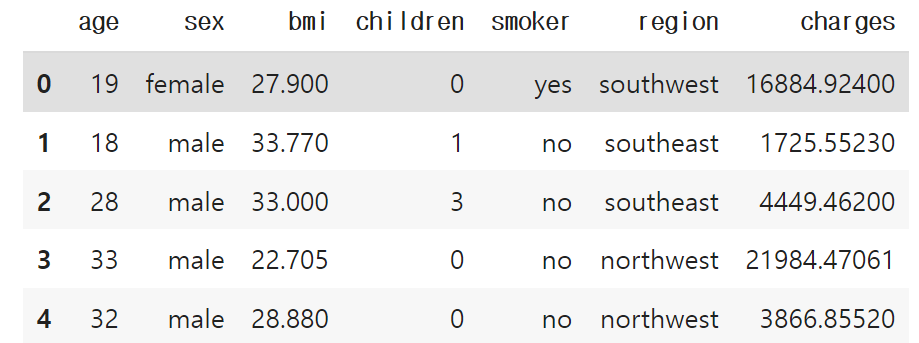 age sex bmi children smoker region charges
0 19 female 27.900 0 yes southwest 16884.92400
1 18 male 33.770 1 no southeast 1725.55230
2 28 male 33.000 3 no southeast 4449.46200
3 33 male 22.705 0 no northwest 21984.47061
4 32 male 28.880 0 no northwest 3866.85520